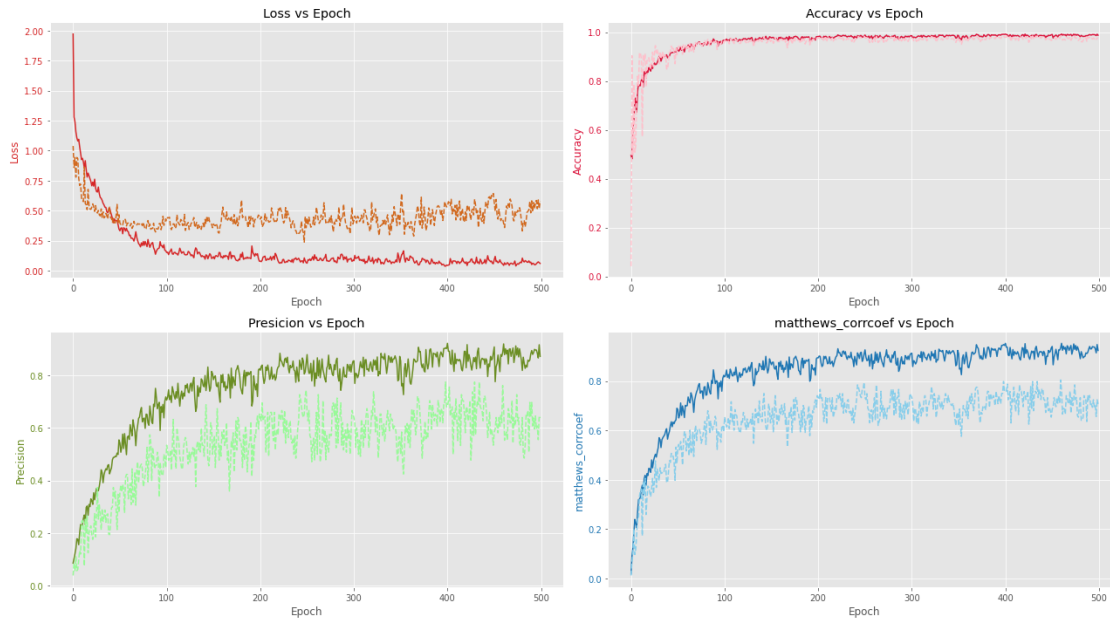 Loss vs Epoch
2.00
1.75
1.50
1.25
1.00
0.75
0.50
0.25
0.00
Loss
0 100 200 300 400 500
Epoch
Accuracy vs Epoch
1.0
0.8
0.6
0.4
0.2
0.0
Accuracy
0 100 200 300 400 500
Epoch
Presicion vs Epoch
0.8
0.6
0.4
0.2
0.0
Precision
0 100 200 300 400 500
Epoch
matthews_corrcoef vs Epoch
0.8
0.6
0.4
0.2
0.0
matthews_corrcoef
0 100 200 300 400 500
Epoch